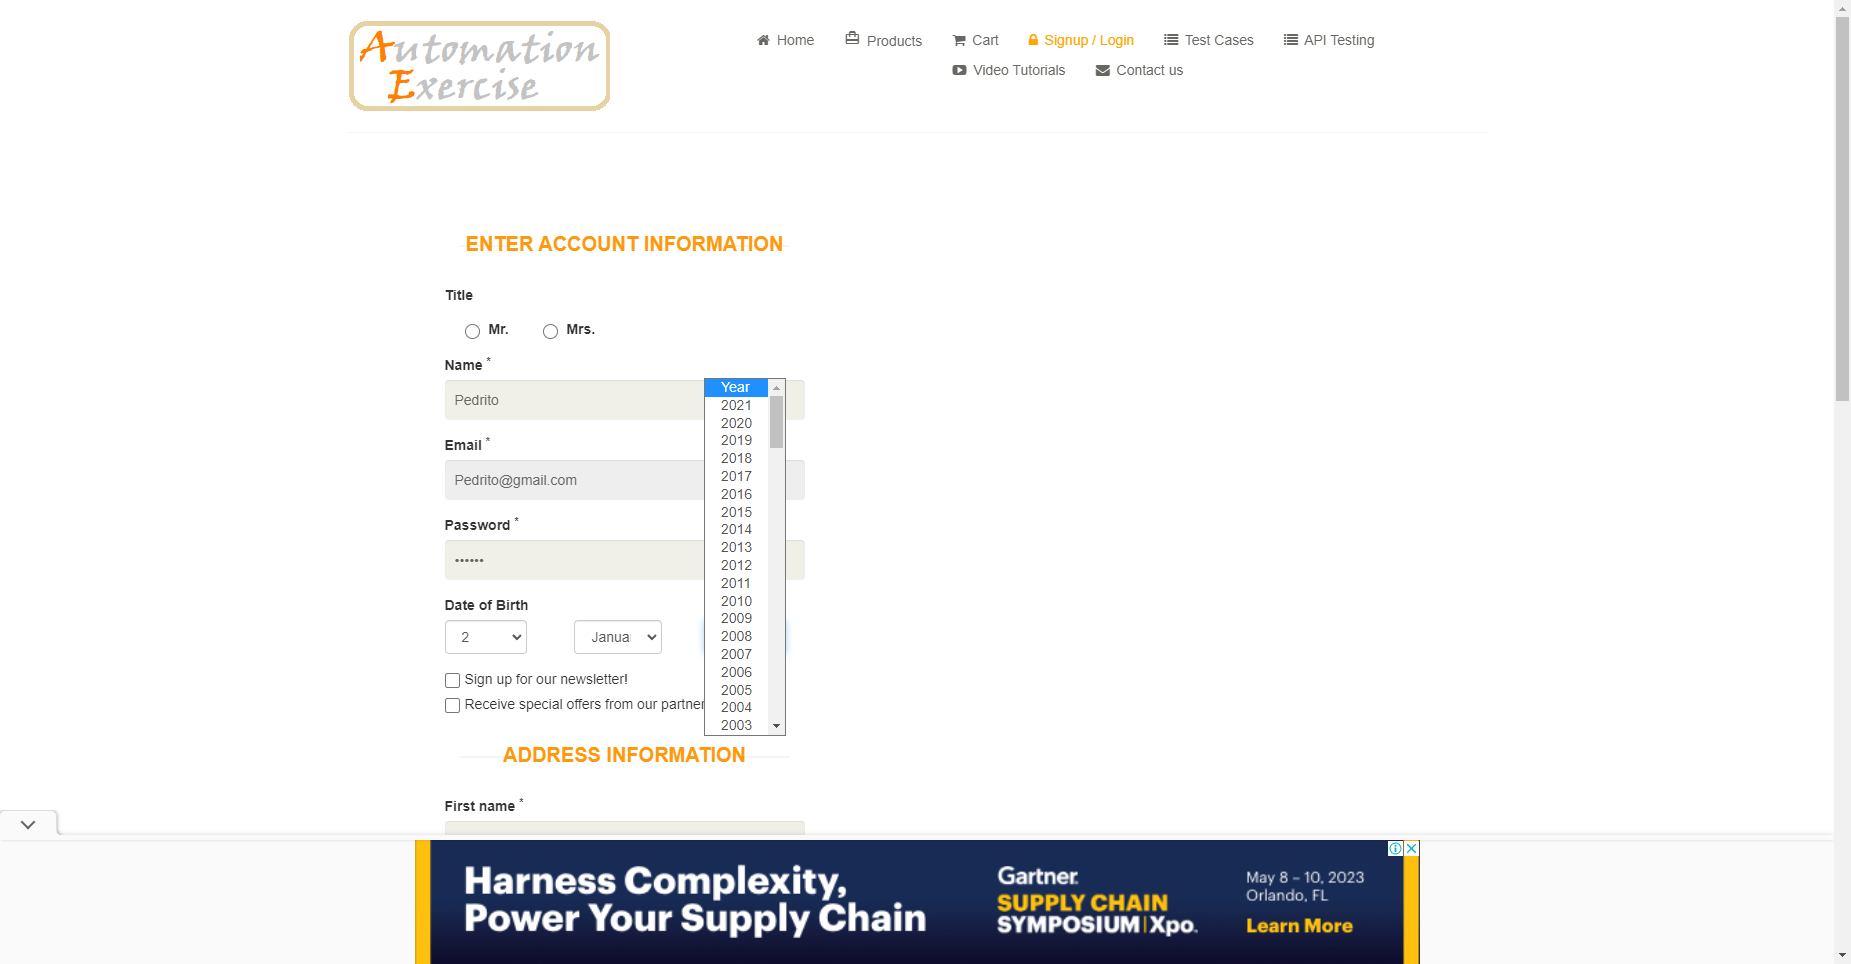 Automation
Exercise
Home
Products
Cart
Signup / Login
Test Cases
API Testing
Video Tutorials
Contact us
ENTER ACCOUNT INFORMATION
Title
Mr.
Mrs.
Name *
Pedrito
Email *
Pedrito@gmail.com
Password *
••••••
Date of Birth
2
Janua
Year
2021
2020
2019
2018
2017
2016
2015
2014
2013
2012
2011
2010
2009
2008
2007
2006
2005
2004
2003
Sign up for our newsletter!
Receive special offers from our partner
ADDRESS INFORMATION
First name *
Harness Complexity,
Power Your Supply Chain
Gartner
SUPPLY CHAIN
SYMPOSIUM | Xpo.
May 8 – 10, 2023
Orlando, FL
Learn More